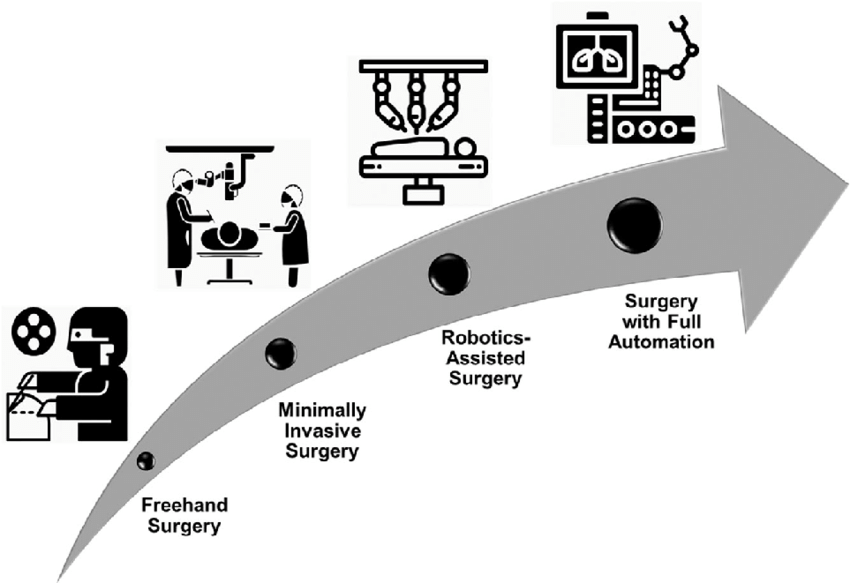 Freehand
Surgery
Minimally
Invasive
Surgery
Robotics-
Assisted
Surgery
Surgery
with Full
Automation